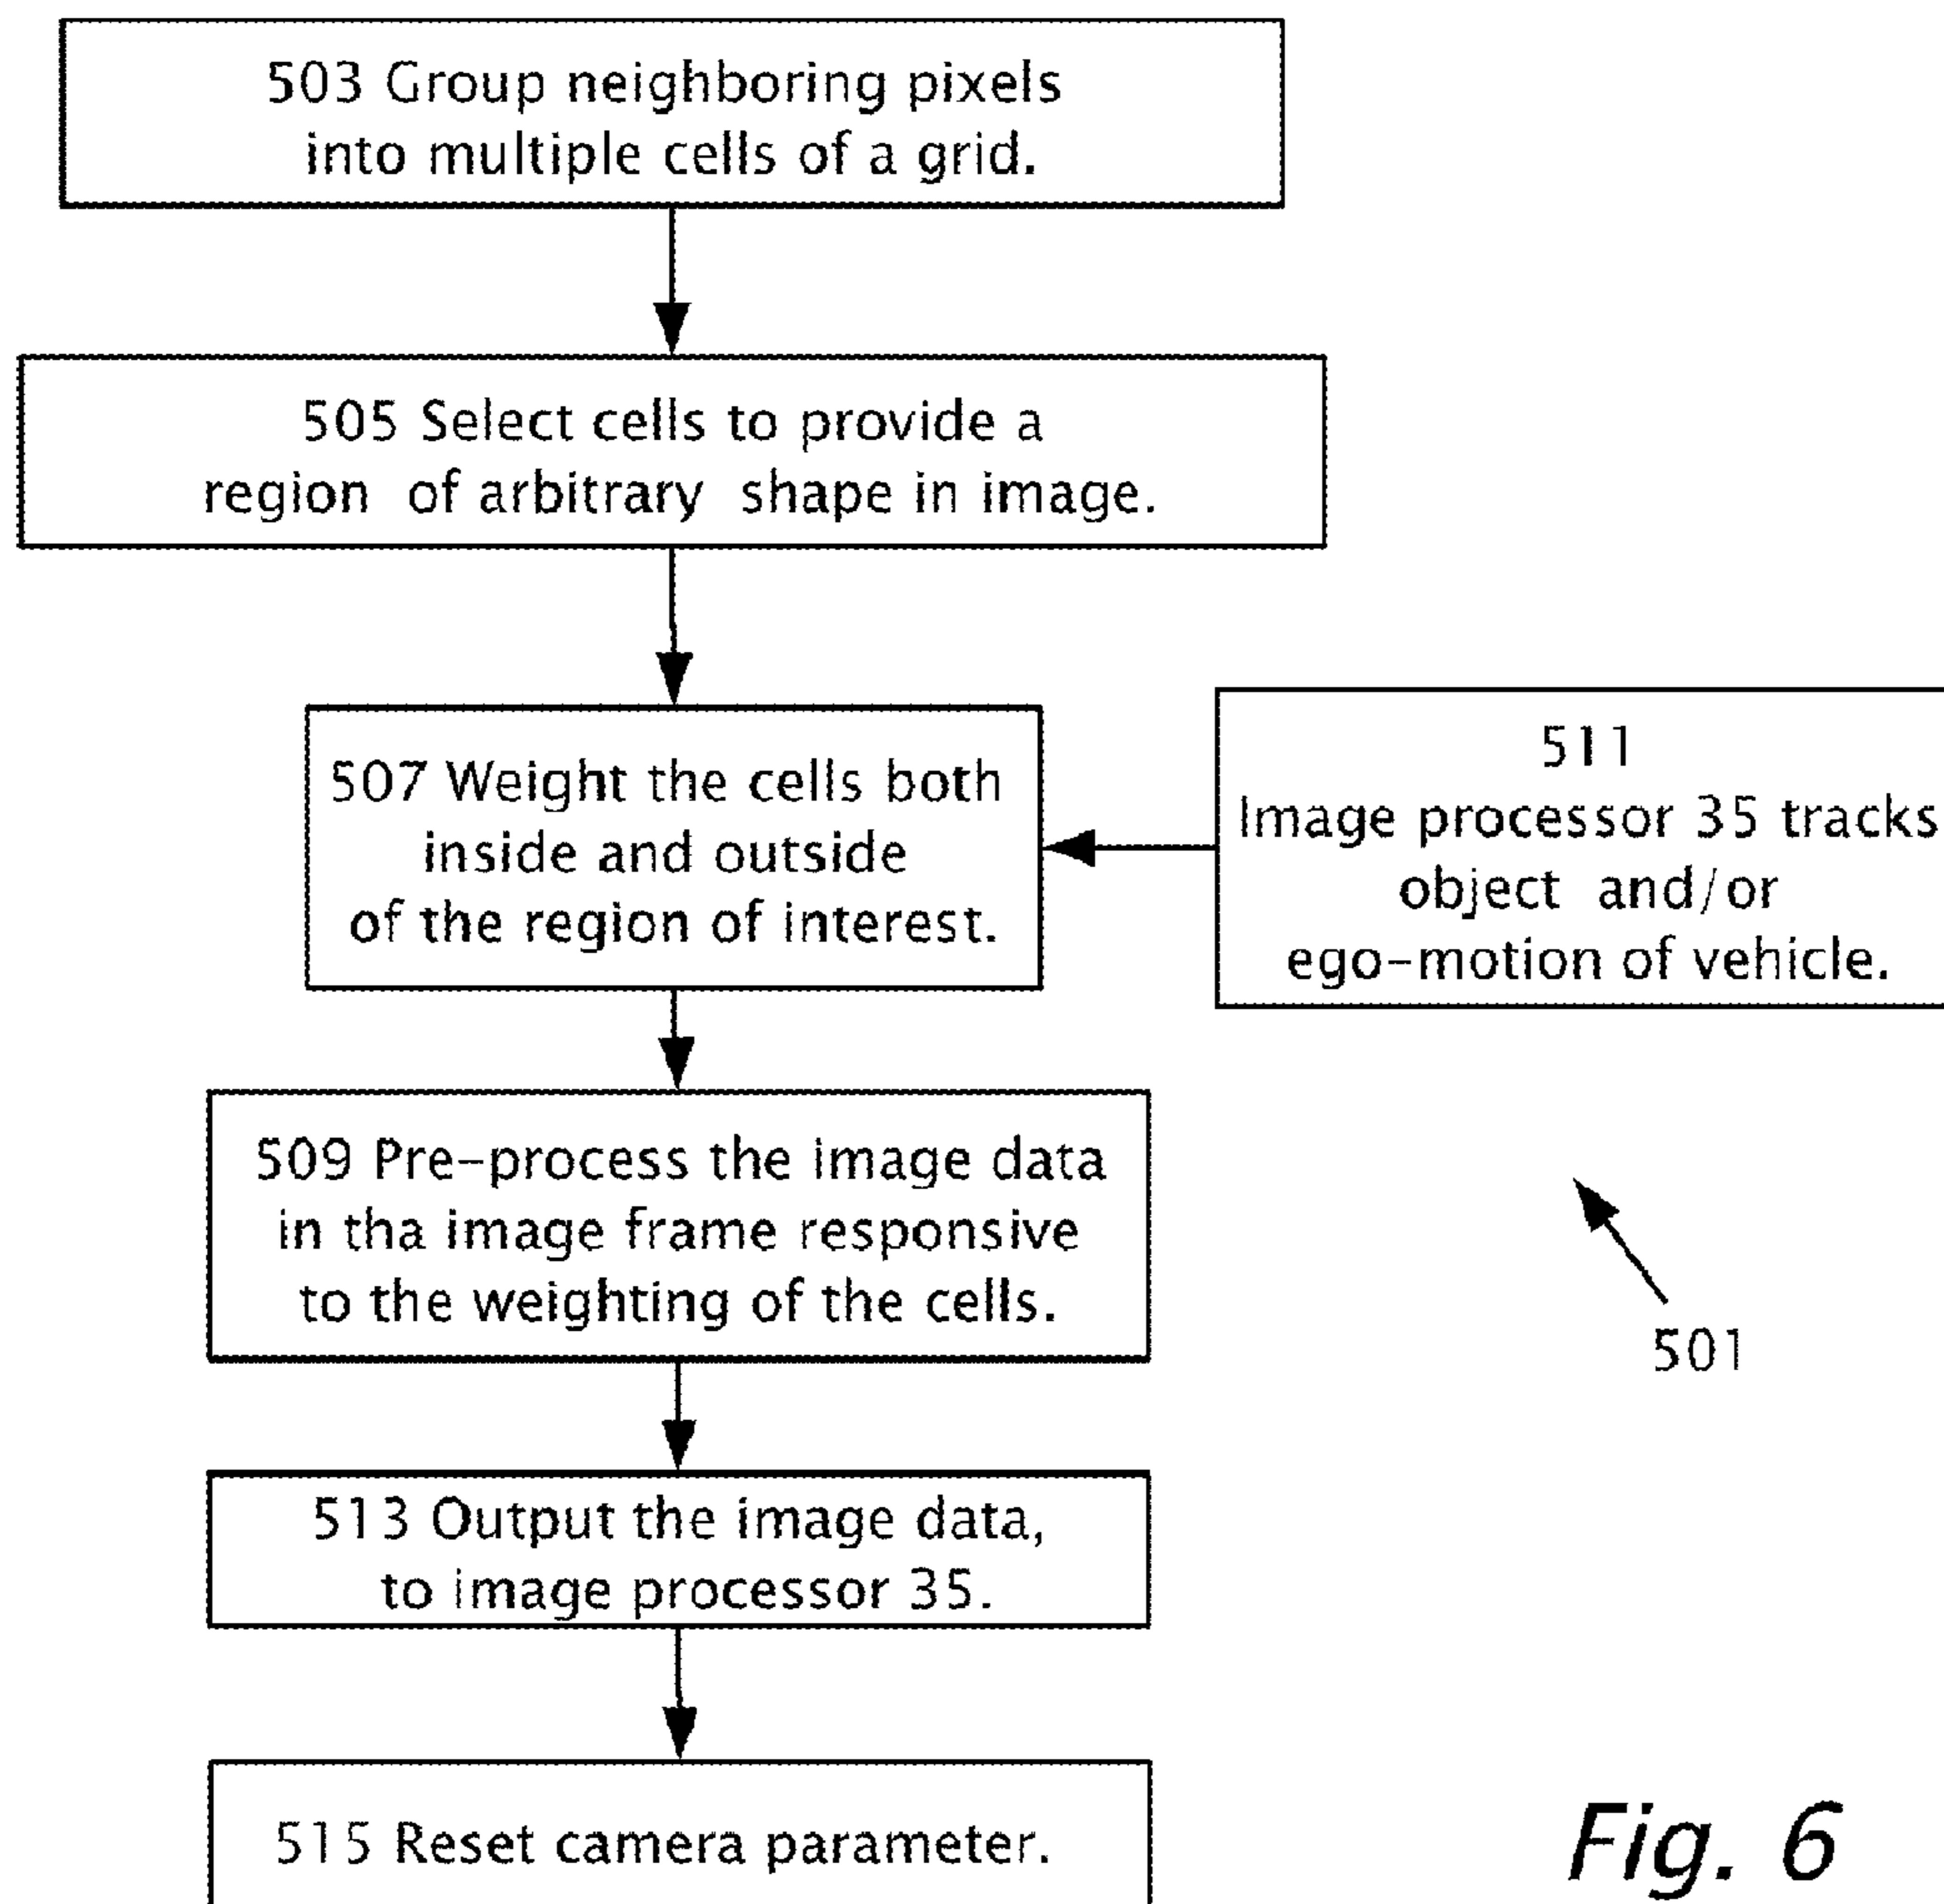 503 Group neighboring pixels
into multiple cells of a grid.
505 Select cells to provide a
region of arbitrary shape in image.
507 Weight the cells both
inside and outside
of the region of interest.
511
Image processor 35 tracks
object and/or
ego-motion of vehicle.
509 Pre-process the image data
in tha image frame responsive
to the weighting of the cells.
501
513 Output the image data,
to image processor 35.
515 Reset camera parameter.
Fig. 6